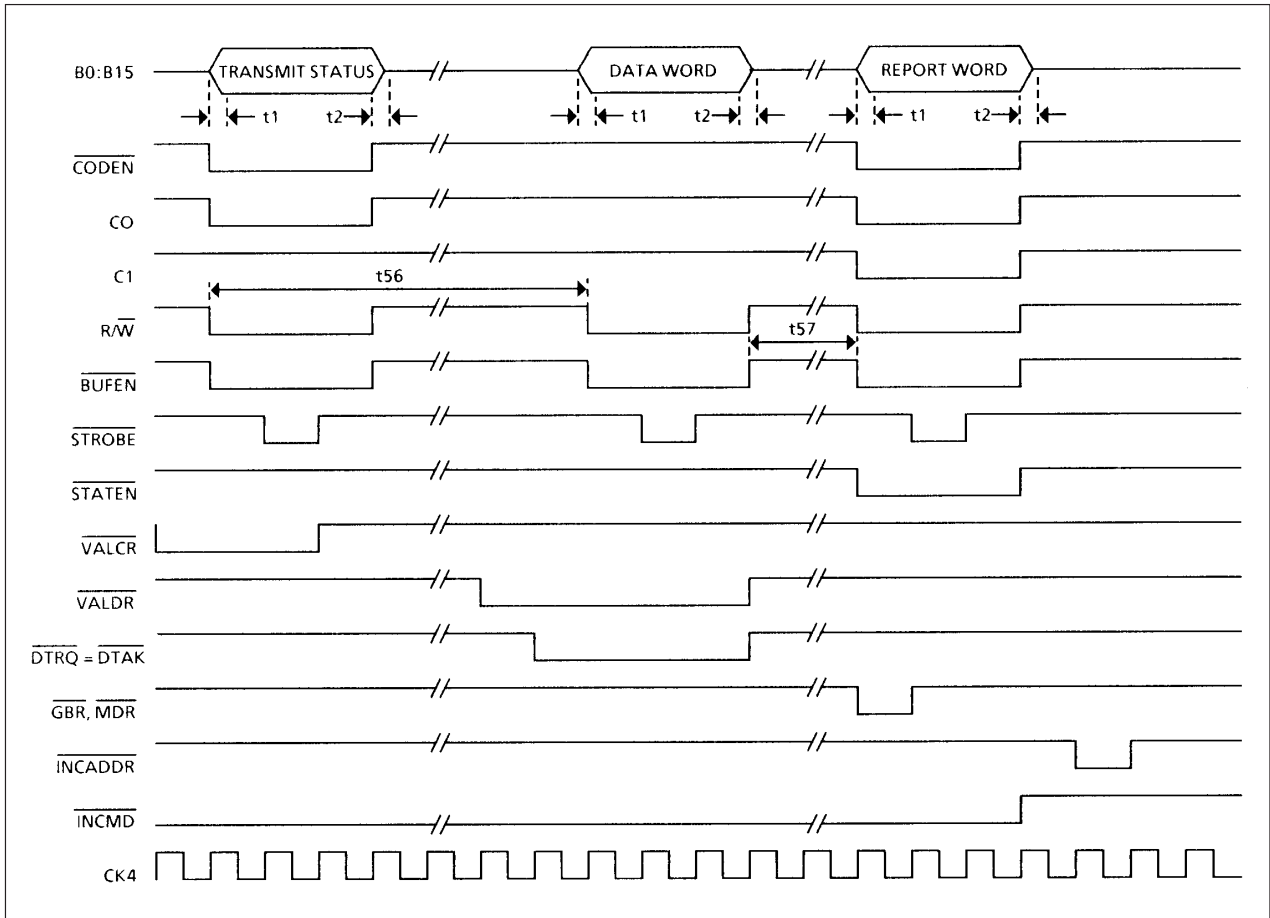 B0:B15 TRANSMIT STATUS DATA WORD REPORT WORD
t1 t2 t1 t2 t1 t2
CODEN
CO
C1
t56
R/W
t57
BUFEN
STROBE
STATEN
VALCR
VALDR
DTRQ = DTAK
GBR, MDR
INCADDR
INCMD
CK4